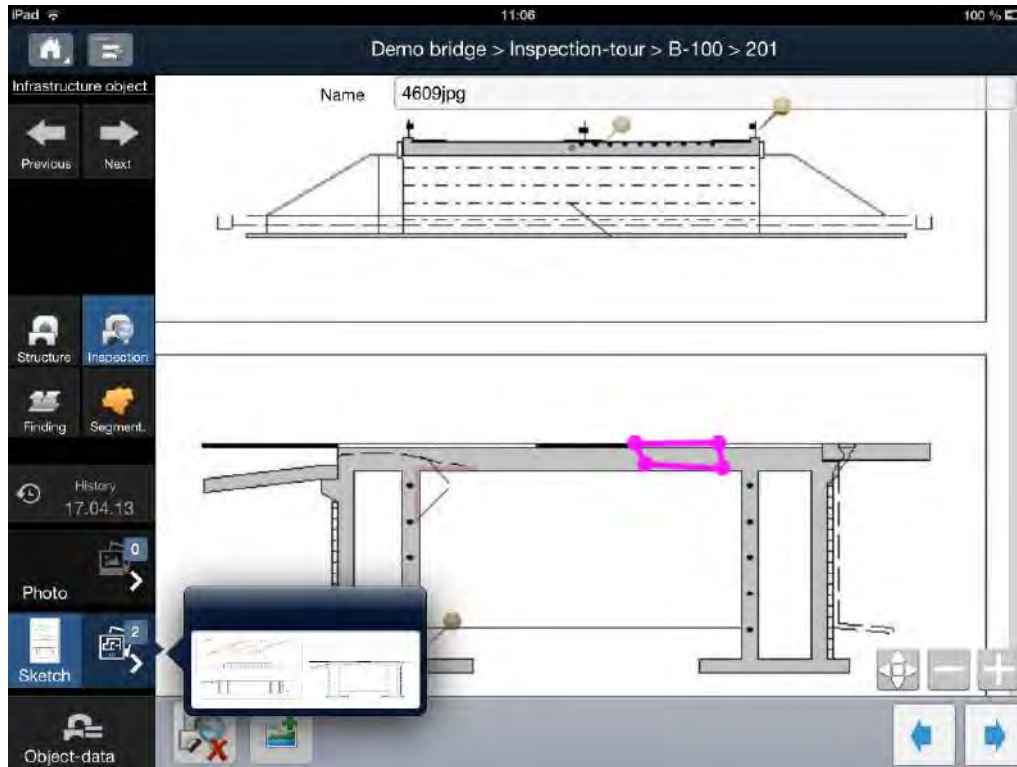 iPad 11:06 100 %
Demo bridge > Inspection-tour > B-100 > 201
Infrastructure object
Name 4609jpg
Previous Next
Structure Inspection
Finding Segment.
History
17.04.13
0
Photo
2
Sketch
Object-data